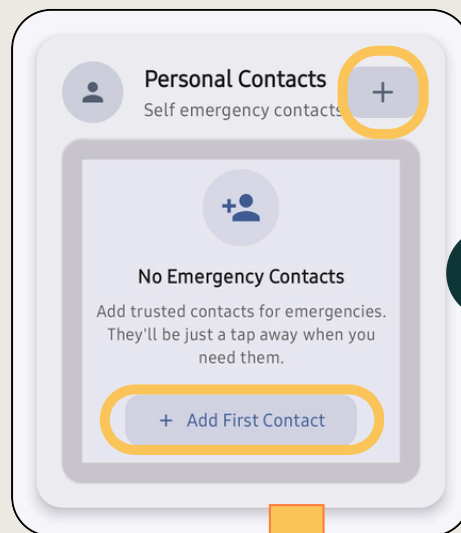 Personal Contacts
Self emergency contacts
+
No Emergency Contacts
Add trusted contacts for emergencies.
They'll be just a tap away when you
need them.
+ Add First Contact